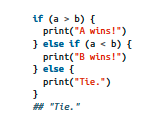 if (a > b) {
  print("A wins!")
} else if (a < b) {
  print("B wins!")
} else {
  print("Tie.")
}
## "Tie."